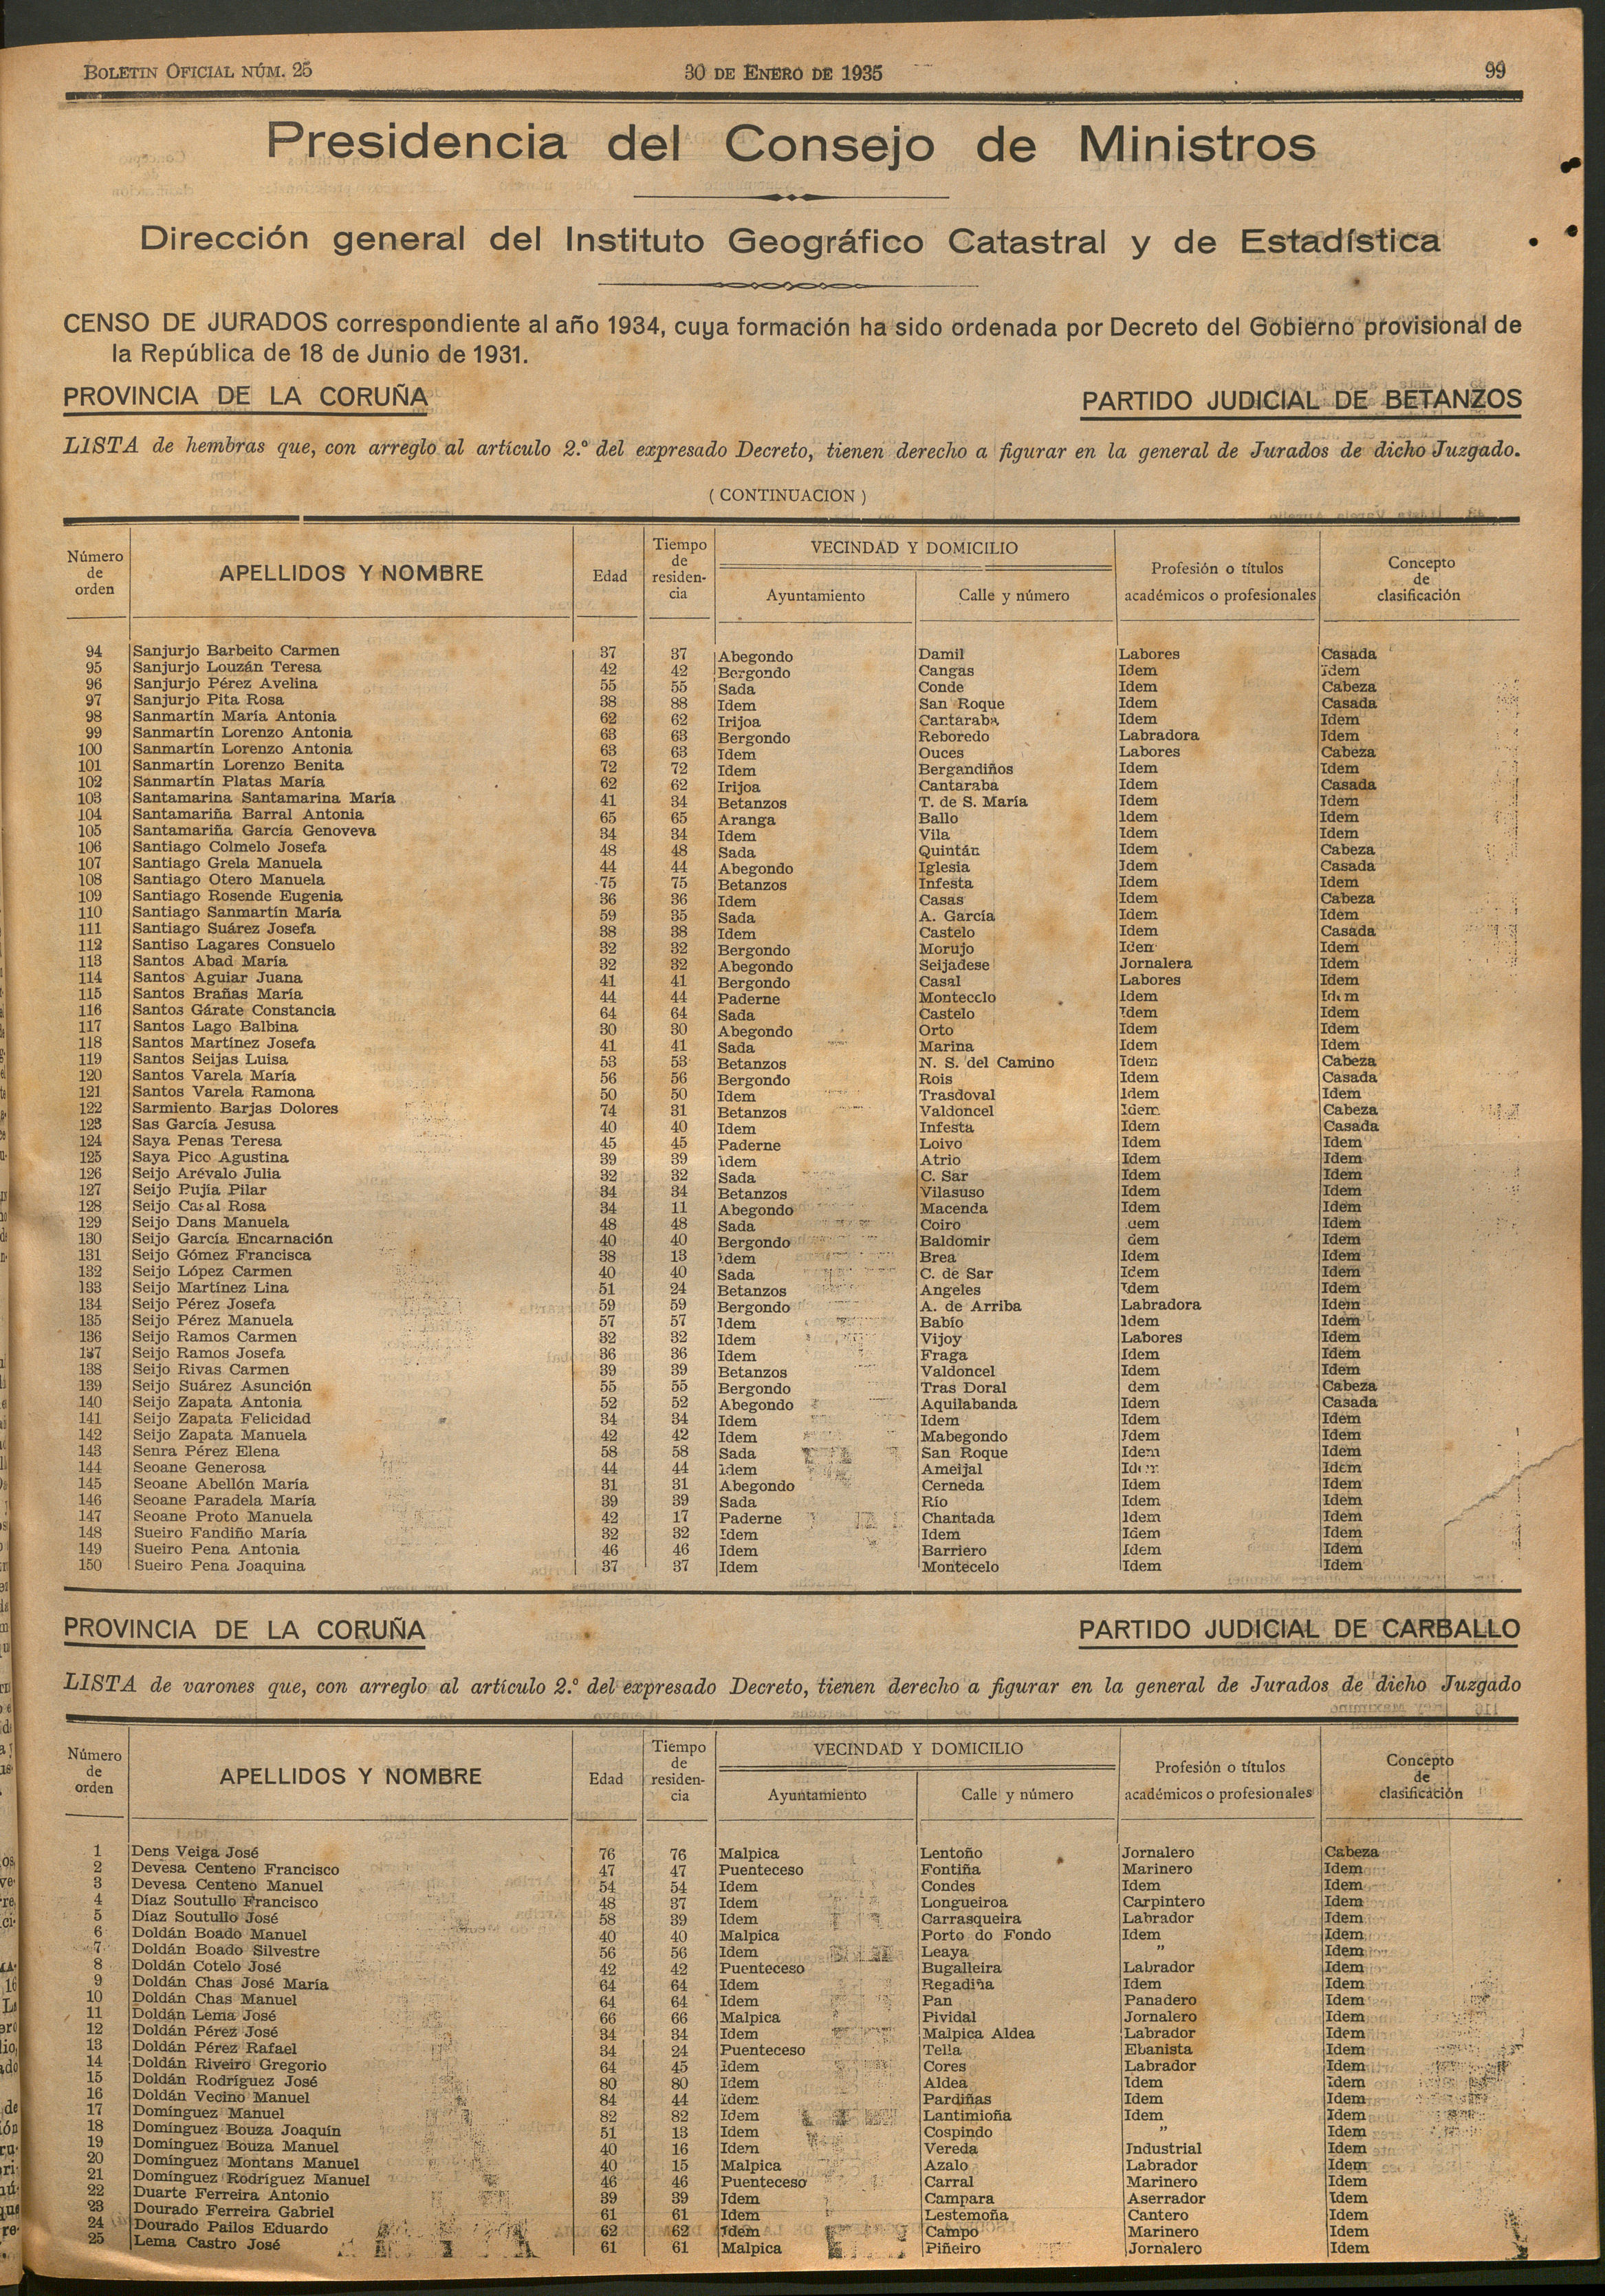 BOLETIN OFICIAL NÚM. 25 30 DE ENERO DE 1935 99
Presidencia del Consejo de Ministros
Dirección general del Instituto Geográfico Catastral y de Estadística
CENSO DE JURADOS correspondiente al año 1934, cuya formación ha sido ordenada por Decreto del Gobierno provisional de
la República de 18 de Junio de 1931.
PROVINCIA DE LA CORUÑA PARTIDO JUDICIAL DE BETANZOS
LISTA de hembras que, con arreglo al artículo 2.º del expresado Decreto, tienen derecho a figurar en la general de Jurados de dicho Juzgado.
( CONTINUACION )
Número de orden APELLIDOS Y NOMBRE Edad Tiempo de residen-cia VECINDAD Y DOMICILIO Ayuntamiento Calle y número Profesión o títulos académicos o profesionales Concepto de clasificación
94 Sanjurjo Barbeito Carmen 37 37 Abegondo Damil Labores Casada
95 Sanjurjo Louzán Teresa 42 42 Bergondo Cangas Idem Idem
96 Sanjurjo Pérez Avelina 55 55 Sada Conde Idem Cabeza
97 Sanjurjo Pita Rosa 38 88 Idem San Roque Idem Casada
98 Sanmartín María Antonia 62 62 Irijoa Cantaraba Idem Idem
99 Sanmartín Lorenzo Antonia 63 63 Bergondo Reboredo Labradora Idem
100 Sanmartín Lorenzo Antonia 63 63 Idem Ouces Labores Cabeza
101 Sanmartín Lorenzo Benita 72 72 Idem Bergandiños Idem Idem
102 Sanmartín Platas María 62 62 Irijoa Cantaraba Idem Casada
103 Santamarina Santamarina María 41 34 Betanzos T. de S. María Idem Idem
104 Santamariña Barral Antonia 65 65 Aranga Ballo Idem Idem
105 Santamariña García Genoveva 34 34 Idem Vila Idem Idem
106 Santiago Colmelo Josefa 48 48 Sada Quintán Idem Cabeza
107 Santiago Grela Manuela 44 44 Abegondo Iglesia Idem Casada
108 Santiago Otero Manuela 75 75 Betanzos Infesta Idem Idem
109 Santiago Rosende Eugenia 36 36 Idem Casas Idem Cabeza
110 Santiago Sanmartín María 59 35 Sada A. García Idem Idem
111 Santiago Suárez Josefa 38 38 Idem Castelo Idem Casada
112 Santiso Lagares Consuelo 32 32 Bergondo Morujo Idem Idem
113 Santos Abad María 32 32 Abegondo Seijadese Jornalera Idem
114 Santos Aguiar Juana 41 41 Bergondo Casal Labores Idem
115 Santos Brañas María 44 44 Paderne Montecelo Idem Idem
116 Santos Gárate Constancia 64 64 Sada Castelo Idem Idem
117 Santos Lago Balbina 30 30 Abegondo Orto Idem Idem
118 Santos Martínez Josefa 41 41 Sada Marina Idem Idem
119 Santos Seijas Luisa 53 53 Betanzos N. S. del Camino Idem Cabeza
120 Santos Varela María 56 56 Bergondo Rois Idem Casada
121 Santos Varela Ramona 50 50 Idem Trasdoval Idem Idem
122 Sarmiento Barjas Dolores 74 31 Betanzos Valdoncel Idem Cabeza
123 Sas García Jesusa 40 40 Idem Infesta Idem Casada
124 Saya Penas Teresa 45 45 Paderne Loivo Idem Idem
125 Saya Pico Agustina 39 39 Idem Atrio Idem Idem
126 Seijo Arévalo Julia 32 32 Sada C. Sar Idem Idem
127 Seijo Pujía Pilar 34 34 Betanzos Vilasuso Idem Idem
128 Seijo Casal Rosa 34 11 Abegondo Macenda Idem Idem
129 Seijo Dans Manuela 48 48 Sada Coiro dem Idem
130 Seijo García Encarnación 40 40 Bergondo Baldomir dem Idem
131 Seijo Gómez Francisca 38 13 Idem Brea Idem Idem
132 Seijo López Carmen 40 40 Sada C. de Sar Idem Idem
133 Seijo Martínez Lina 51 24 Betanzos Angeles Idem Idem
134 Seijo Pérez Josefa 59 59 Bergondo A. de Arriba Labradora Idem
135 Seijo Pérez Manuela 57 57 Idem Babío Idem Idem
136 Seijo Ramos Carmen 32 32 Idem Vijoy Labores Idem
137 Seijo Ramos Josefa 36 36 Idem Fraga Idem Idem
138 Seijo Rivas Carmen 39 39 Betanzos Valdoncel Idem Idem
139 Seijo Suárez Asunción 55 55 Bergondo Tras Doral dem Cabeza
140 Seijo Zapata Antonia 52 52 Abegondo Aquilabanda Idem Casada
141 Seijo Zapata Felicidad 34 34 Idem Idem Idem Idem
142 Seijo Zapata Manuela 42 42 Idem Mabegondo Idem Idem
143 Senra Pérez Elena 58 58 Sada San Roque Idem Idem
144 Seoane Generosa 44 44 Idem Ameijal Idem Idem
145 Seoane Abellón María 31 31 Abegondo Cerneda Idem Idem
146 Seoane Paradela María 39 39 Sada Río Idem Idem
147 Seoane Proto Manuela 42 17 Paderne Chantada Idem Idem
148 Sueiro Fandiño María 32 32 Idem Idem Idem Idem
149 Sueiro Pena Antonia 46 46 Idem Barriero Idem Idem
150 Sueiro Pena Joaquina 37 37 Idem Montecelo Idem Idem
PROVINCIA DE LA CORUÑA PARTIDO JUDICIAL DE CARBALLO
LISTA de varones que, con arreglo al artículo 2.º del expresado Decreto, tienen derecho a figurar en la general de Jurados de dicho Juzgado
Número de orden APELLIDOS Y NOMBRE Edad Tiempo de residen-cia VECINDAD Y DOMICILIO Ayuntamiento Calle y número Profesión o títulos académicos o profesionales Concepto de clasificación
1 Dens Veiga José 76 76 Malpica Lentoño Jornalero Cabeza
2 Devesa Centeno Francisco 47 47 Puenteceso Fontiña Marinero Idem
3 Devesa Centeno Manuel 54 54 Idem Condes Idem Idem
4 Díaz Soutullo Francisco 48 37 Idem Longueiroa Carpintero Idem
5 Díaz Soutullo José 58 39 Idem Carrasqueira Labrador Idem
6 Doldán Boado Manuel 40 40 Malpica Porto do Fondo Idem Idem
7 Doldán Boado Silvestre 56 56 Idem Leaya " Idem
8 Doldán Cotelo José 42 42 Puenteceso Bugalleira Labrador Idem
9 Doldán Chas José María 64 64 Idem Regadiña Idem Idem
10 Doldán Chas Manuel 64 64 Idem Pan Panadero Idem
11 Doldán Lema José 66 66 Malpica Pividal Jornalero Idem
12 Doldán Pérez José 34 34 Idem Malpica Aldea Labrador Idem
13 Doldán Pérez Rafael 34 24 Puenteceso Tella Ebanista Idem
14 Doldán Riveiro Gregorio 64 45 Idem Cores Labrador Idem
15 Doldán Rodríguez José 80 80 Idem Aldea Idem Idem
16 Doldán Vecino Manuel 84 44 Idem Pardiñas Idem Idem
17 Domínguez Manuel 82 82 Idem Lantimioña Idem Idem
18 Domínguez Bouza Joaquín 51 13 Idem Cospindo " Idem
19 Domínguez Bouza Manuel 40 16 Idem Vereda Industrial Idem
20 Domínguez Montans Manuel 40 15 Malpica Azalo Labrador Idem
21 Domínguez Rodríguez Manuel 46 46 Puenteceso Carral Marinero Idem
22 Duarte Ferreira Antonio 39 39 Idem Campara Aserrador Idem
23 Dourado Ferreira Gabriel 61 61 Idem Lestemoña Cantero Idem
24 Dourado Pailos Eduardo 62 62 Idem Campo Marinero Idem
25 Lema Castro José 61 61 Malpica Piñeiro Jornalero Idem